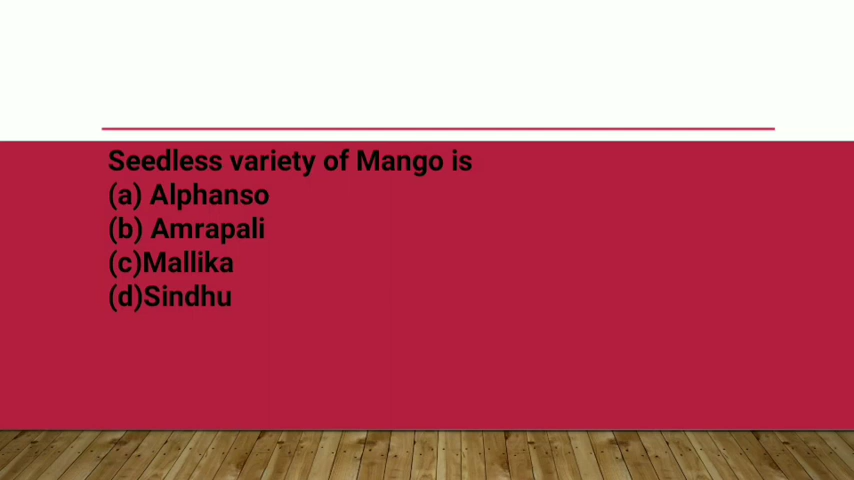 Seedless variety of Mango is
(a) Alphanso
(b) Amrapali
(c)Mallika
(d)Sindhu